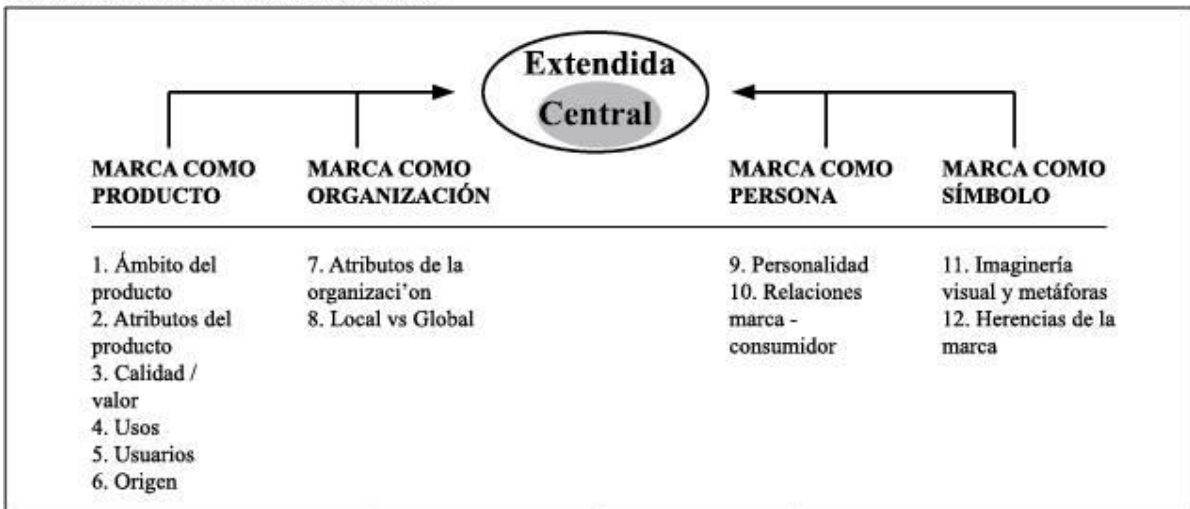 Extendida
Central
MARCA COMO
PRODUCTO
MARCA COMO
ORGANIZACIÓN
MARCA COMO
PERSONA
MARCA COMO
SÍMBOLO
1. Ámbito del
producto
2. Atributos del
producto
3. Calidad /
valor
4. Usos
5. Usuarios
6. Origen
7. Atributos de la
organizaci’on
8. Local vs Global
9. Personalidad
10. Relaciones
marca -
consumidor
11. Imaginería
visual y metáforas
12. Herencias de la
marca